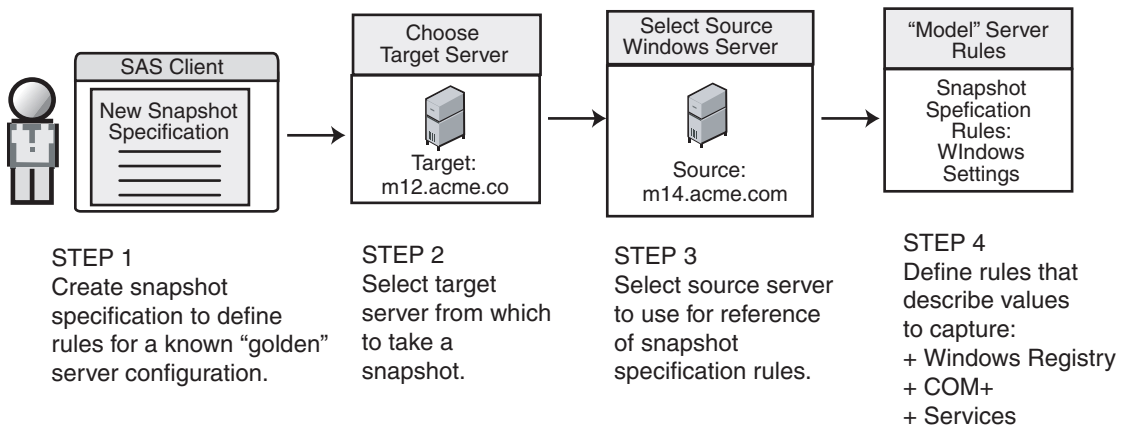 SAS Client
New Snapshot
Specification
Choose
Target Server
Target:
m12.acme.co
Select Source
Windows Server
Source:
m14.acme.com
“Model” Server
Rules
Snapshot
Spefication
Rules:
WIndows
Settings
STEP 1
Create snapshot
specification to define
rules for a known “golden”
server configuration.
STEP 2
Select target
server from which
to take a
snapshot.
STEP 3
Select source server
to use for reference
of snapshot
specification rules.
STEP 4
Define rules that
describe values
to capture:
+ Windows Registry
+ COM+
+ Services